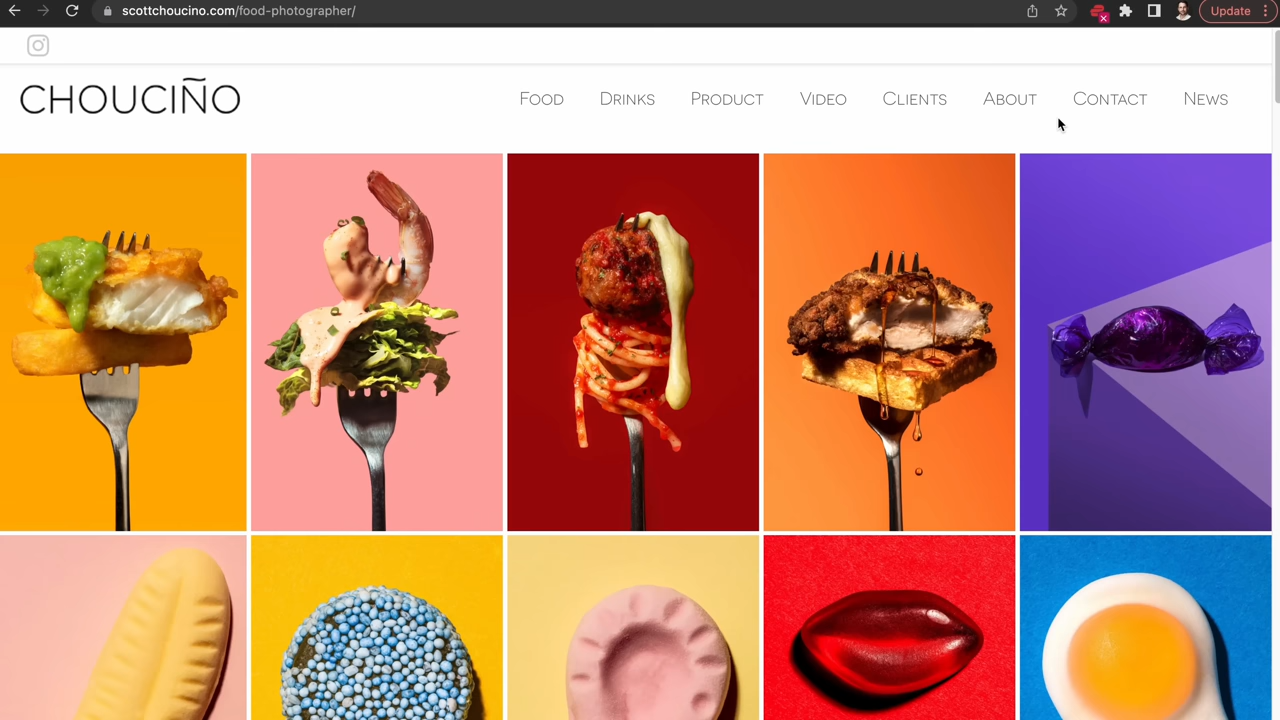 scottchoucino.com/food-photographer/
Update
CHOUCIÑO
FOOD DRINKS PRODUCT VIDEO CLIENTS ABOUT CONTACT NEWS